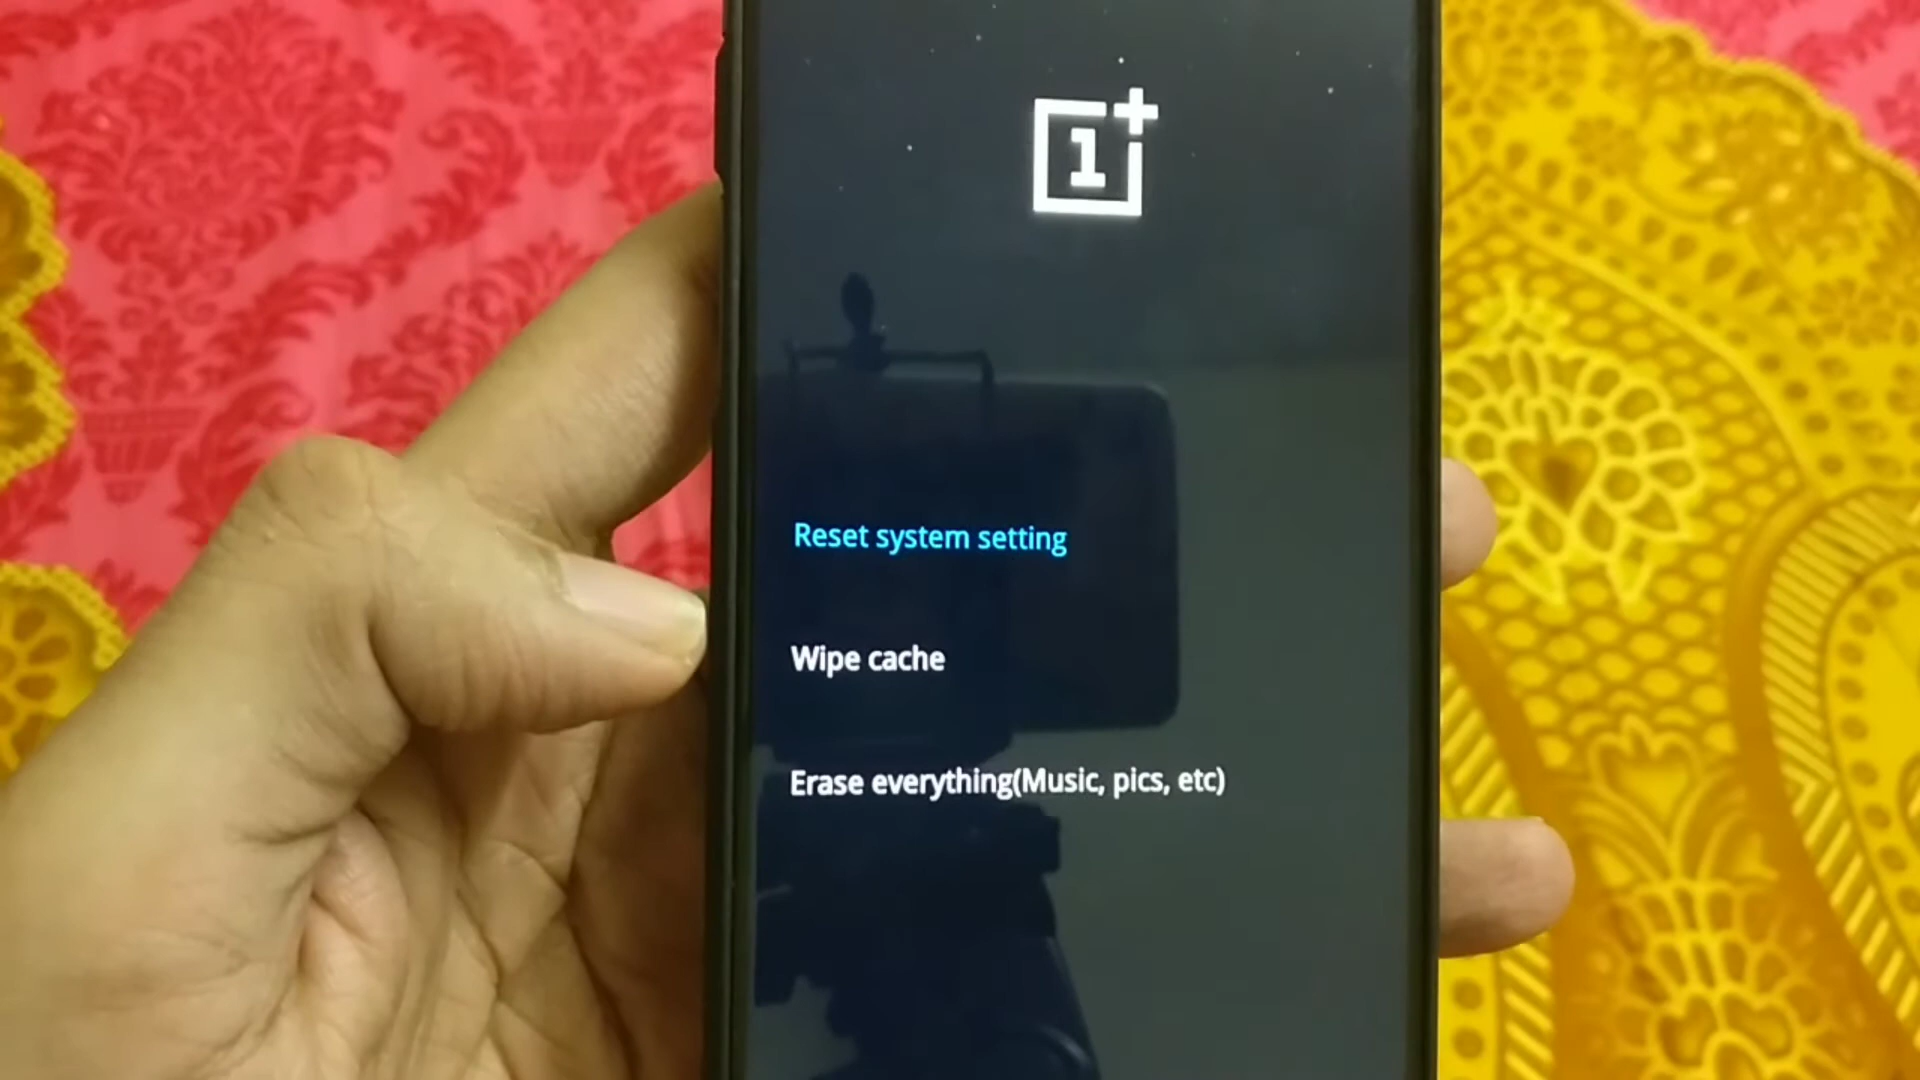 1+
Reset system setting
Wipe cache
Erase everything(Music, pics, etc)